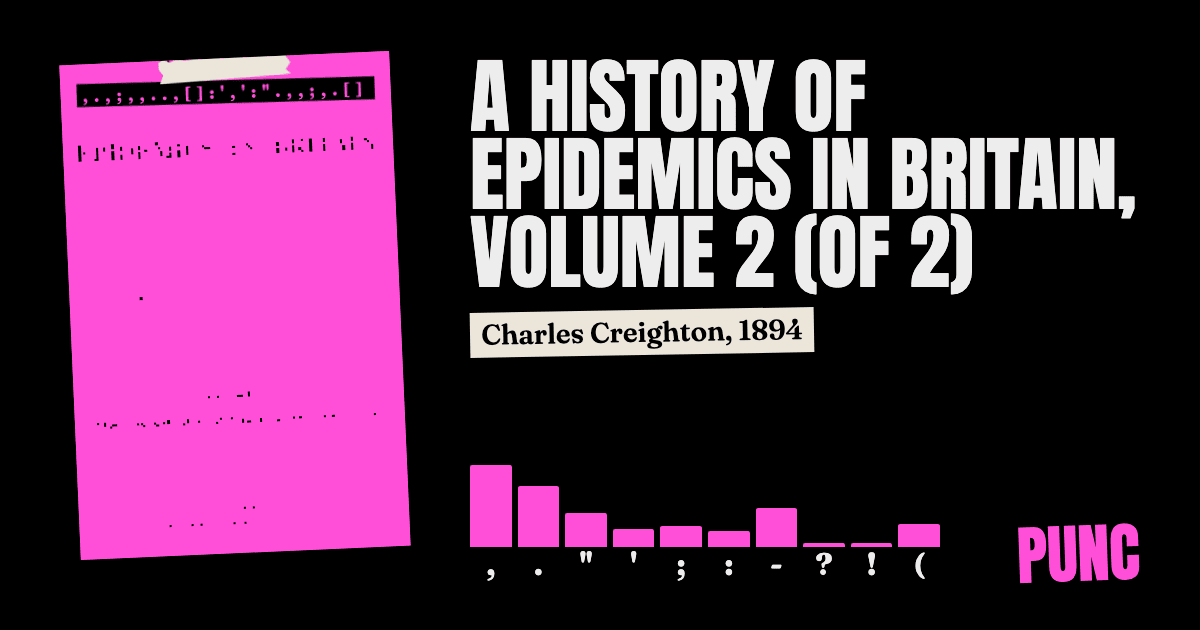 ,.,;,,..,[]:',':".,,;,.[]
A HISTORY OF
EPIDEMICS IN BRITAIN,
VOLUME 2 (OF 2)
Charles Creighton, 1894
, . " ' ; : - ? ! (
PUNC